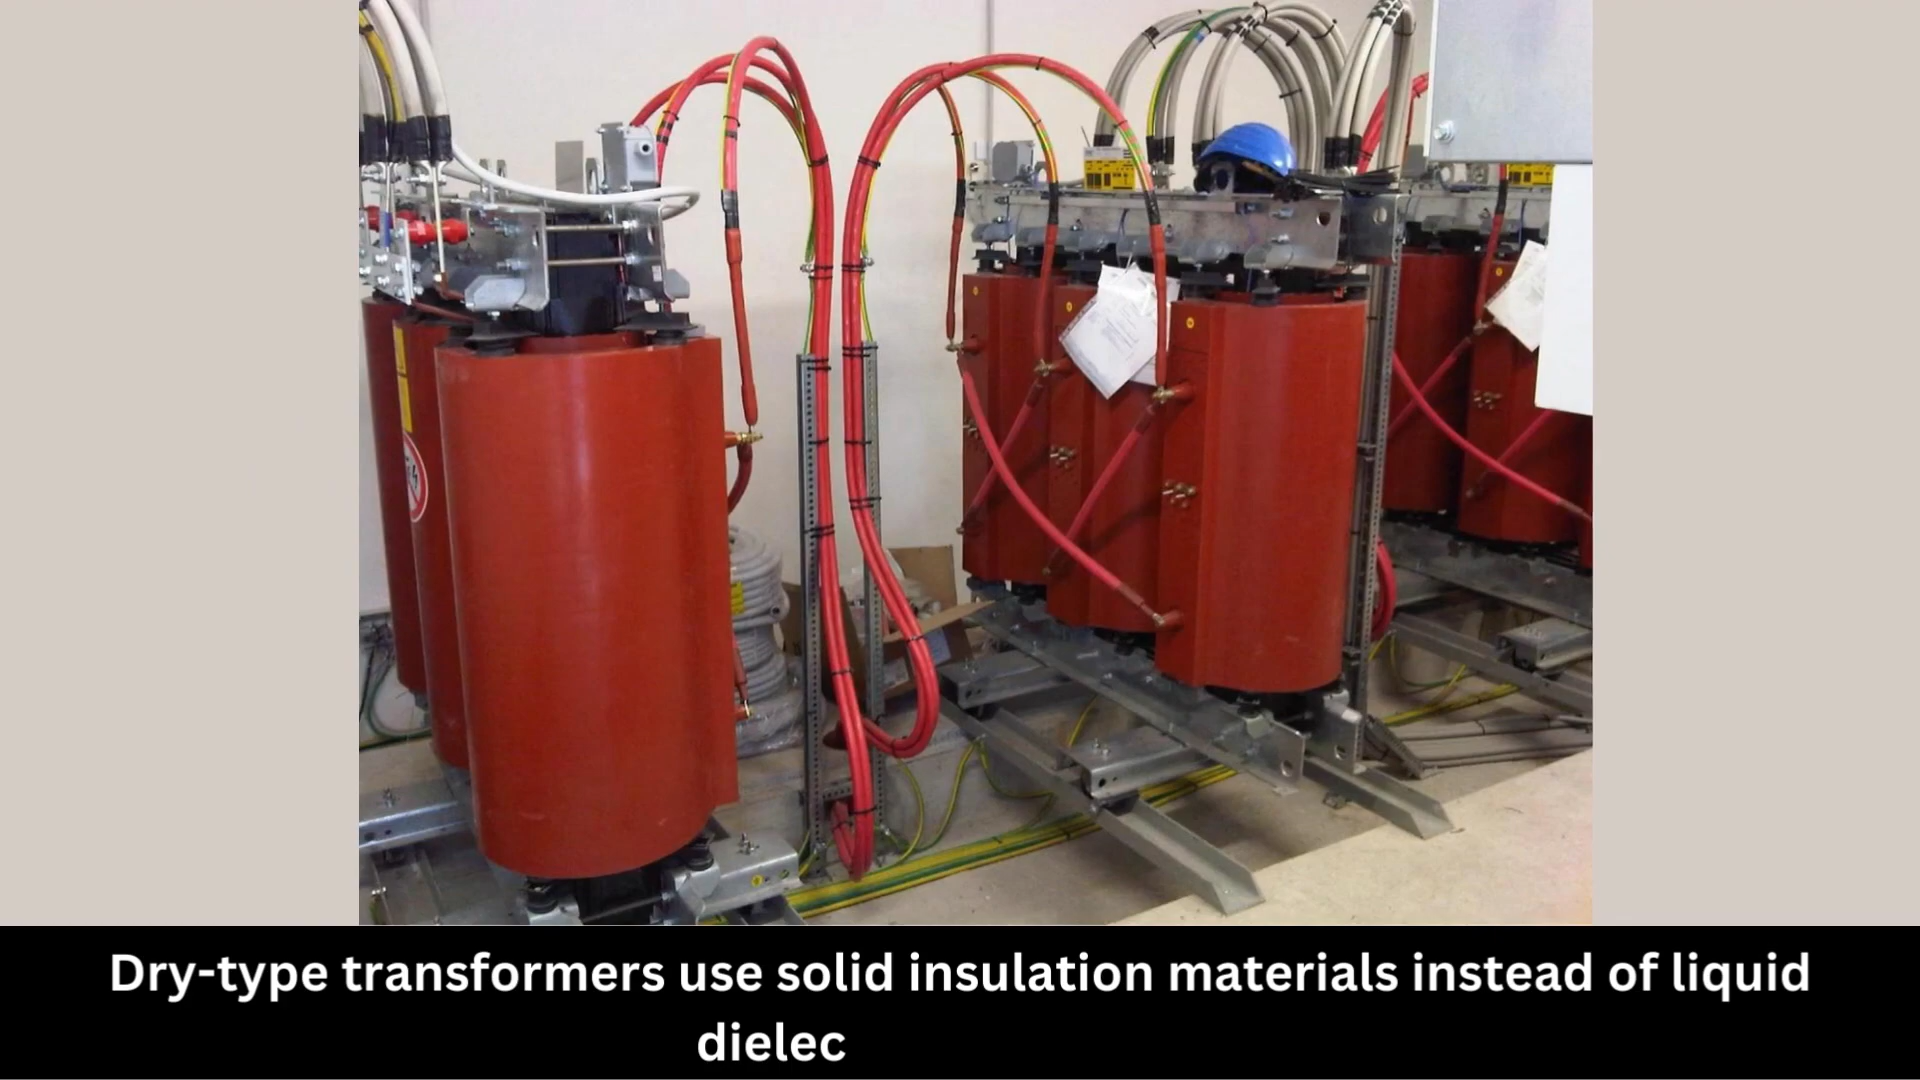 Dry-type transformers use solid insulation materials instead of liquid
dielec